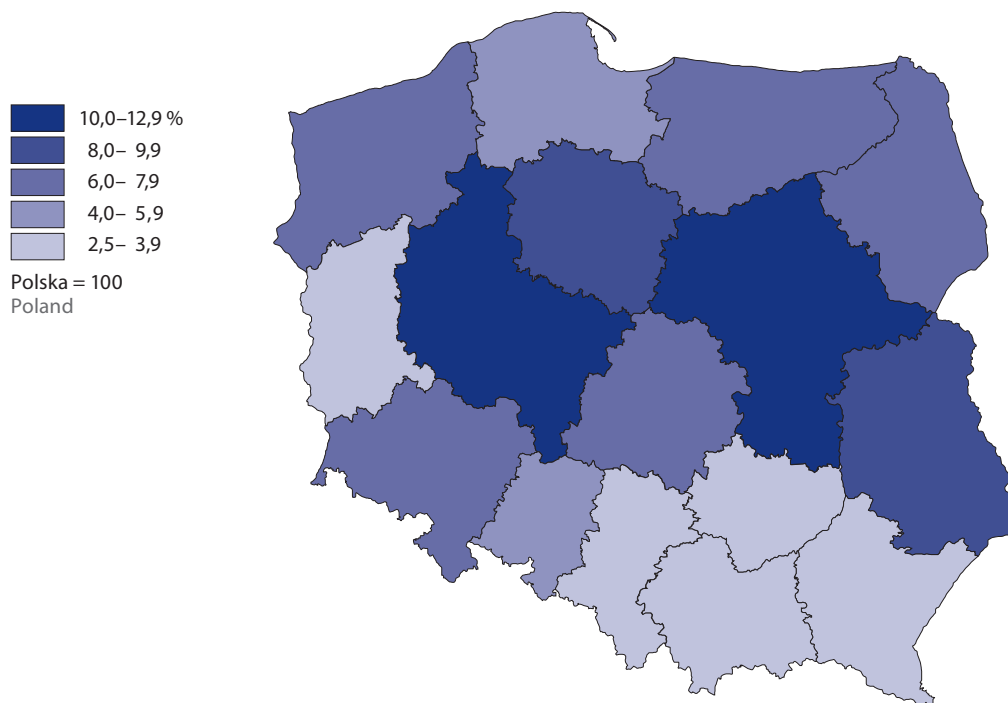 10,0–12,9 %
8,0– 9,9
6,0– 7,9
4,0– 5,9
2,5– 3,9
Polska = 100
Poland